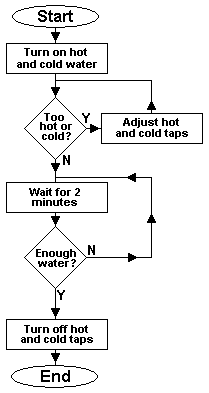 Start
Turn on hot
and cold water
Too
hot or
cold?
Y
Adjust hot
and cold taps
N
Wait for 2
minutes
Enough
water?
N
Y
Turn off hot
and cold taps
End